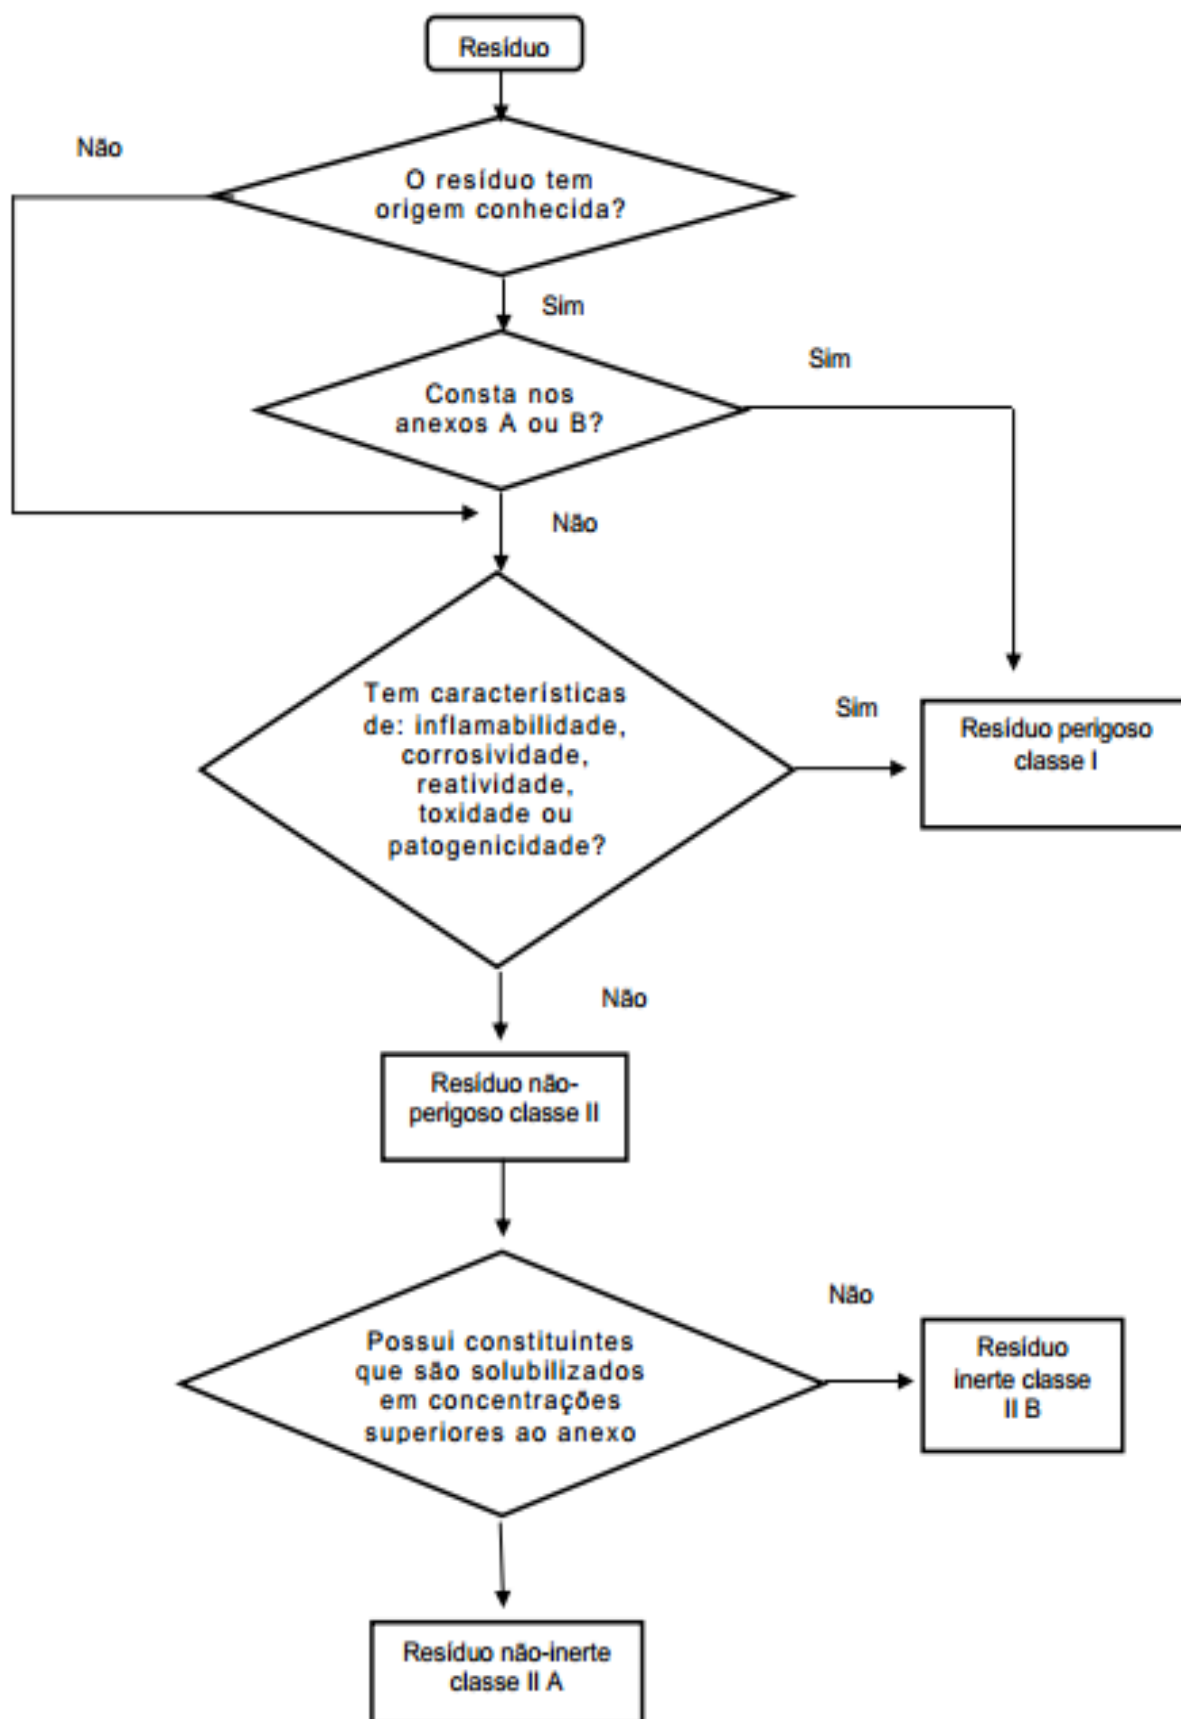 Resíduo
Não
O resíduo tem
origem conhecida?
Sim
Sim
Consta nos
anexos A ou B?
Não
Tem características
de: inflamabilidade,
corrosividade,
reatividade,
toxidade ou
patogenicidade?
Sim
Resíduo perigoso
classe I
Não
Resíduo não-
perigoso classe II
Possui constituintes
que são solubilizados
em concentrações
superiores ao anexo
Não
Resíduo
inerte classe
II B
Resíduo não-inerte
classe II A